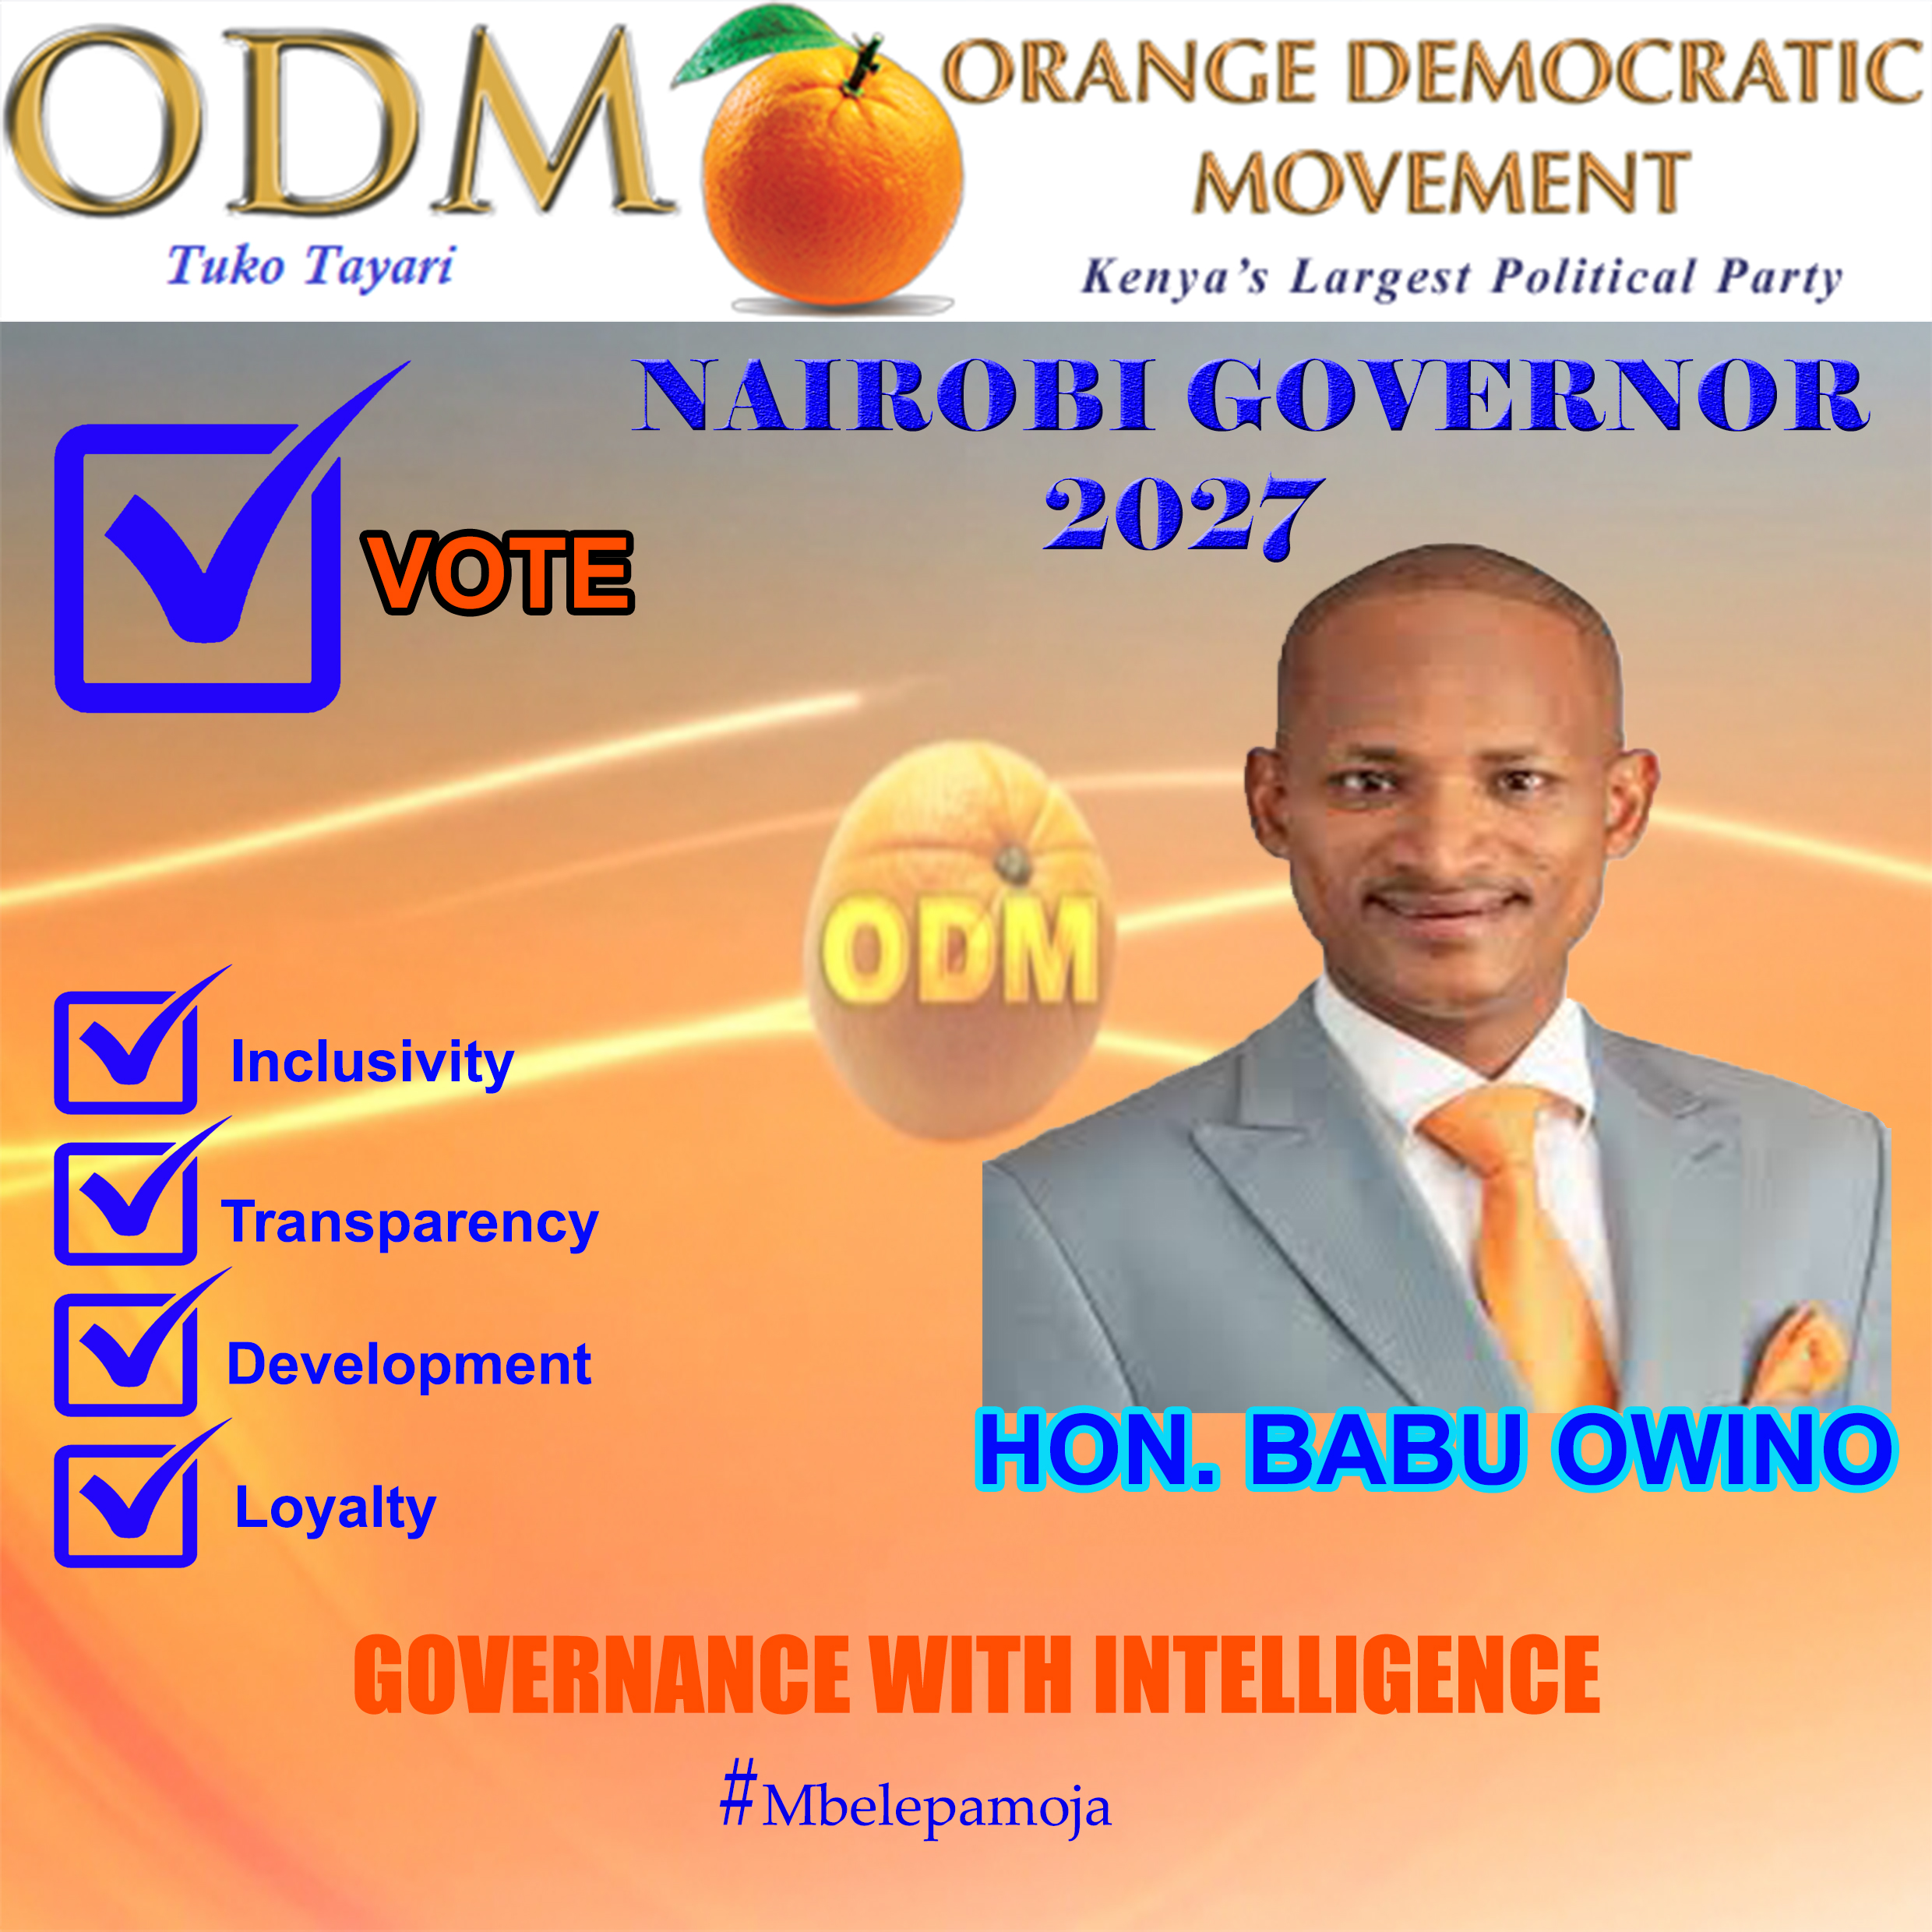 ODM
Tuko Tayari
ORANGE DEMOCRATIC
MOVEMENT
Kenya's Largest Political Party
NAIROBI GOVERNOR
2027
VOTE
ODM
Inclusivity
Transparency
Development
Loyalty
HON. BABU OWINO
GOVERNANCE WITH INTELLIGENCE
#Mbelepamoja